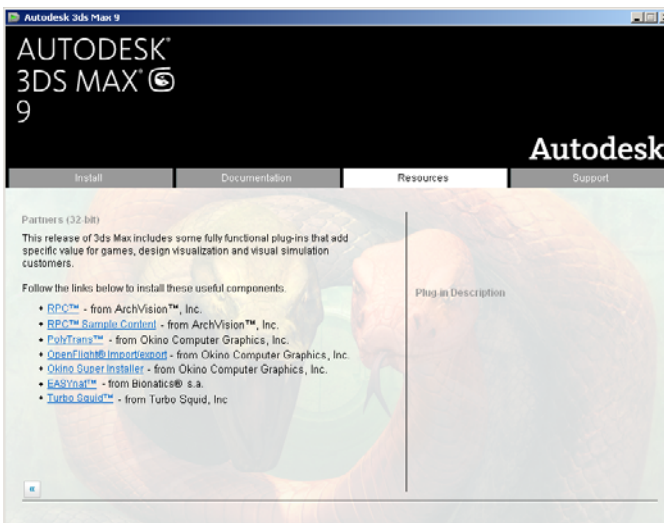 Autodesk 3ds Max 9
AUTODESK®
3DS MAX®
9
Autodesk
Install
Documentation
Resources
Support
Partners (32-bit)
This release of 3ds Max includes some fully functional plug-ins that add
specific value for games, design visualization and visual simulation
customers.
Follow the links below to install these useful components.
• RPC™ - from ArchVision™, Inc.
• RPC™ Sample Content - from ArchVision™, Inc.
• PolyTrans™ - from Okino Computer Graphics, Inc.
• OpenFlight® Import/export - from Okino Computer Graphics, Inc.
• Okino Super Installer - from Okino Computer Graphics, Inc.
• EASYnat™ - from Bionatics® s.a.
• Turbo Squid™ - from Turbo Squid, Inc
Plug-in Description
«